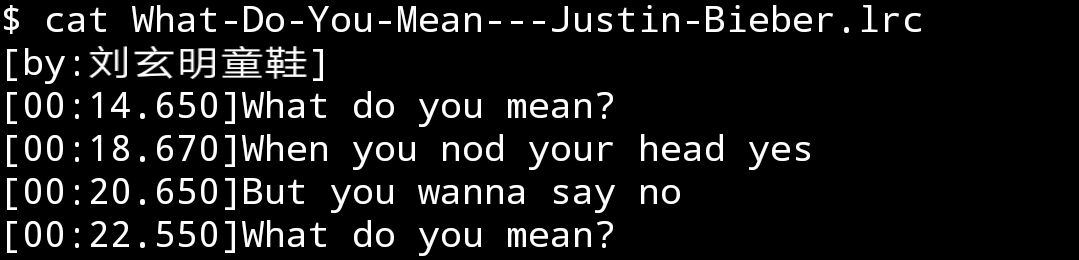 $ cat What-Do-You-Mean---Justin-Bieber.lrc
[by:刘玄明童鞋]
[00:14.650]What do you mean?
[00:18.670]When you nod your head yes
[00:20.650]But you wanna say no
[00:22.550]What do you mean?